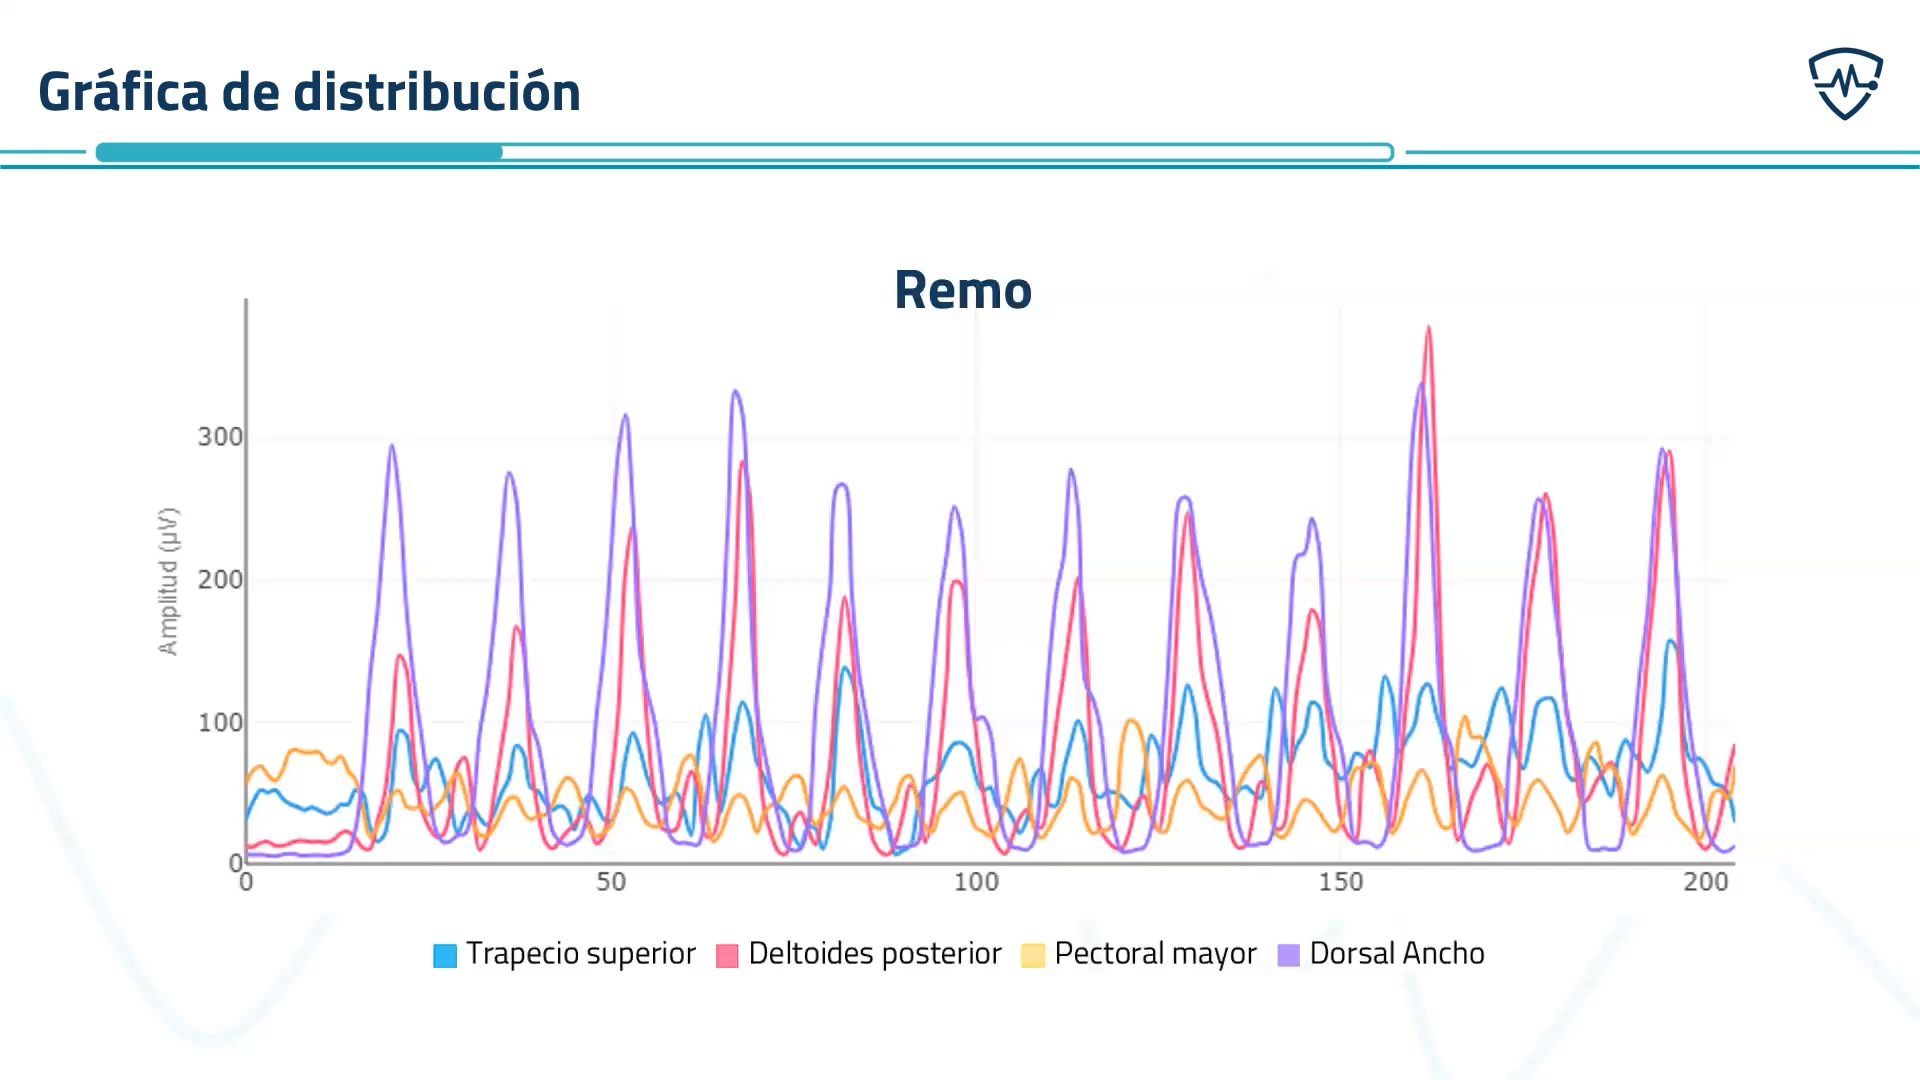 Gráfica de distribución
Remo
Amplitud (µV)
300
200
100
0
0 50 100 150 200
Trapecio superior Deltoides posterior Pectoral mayor Dorsal Ancho